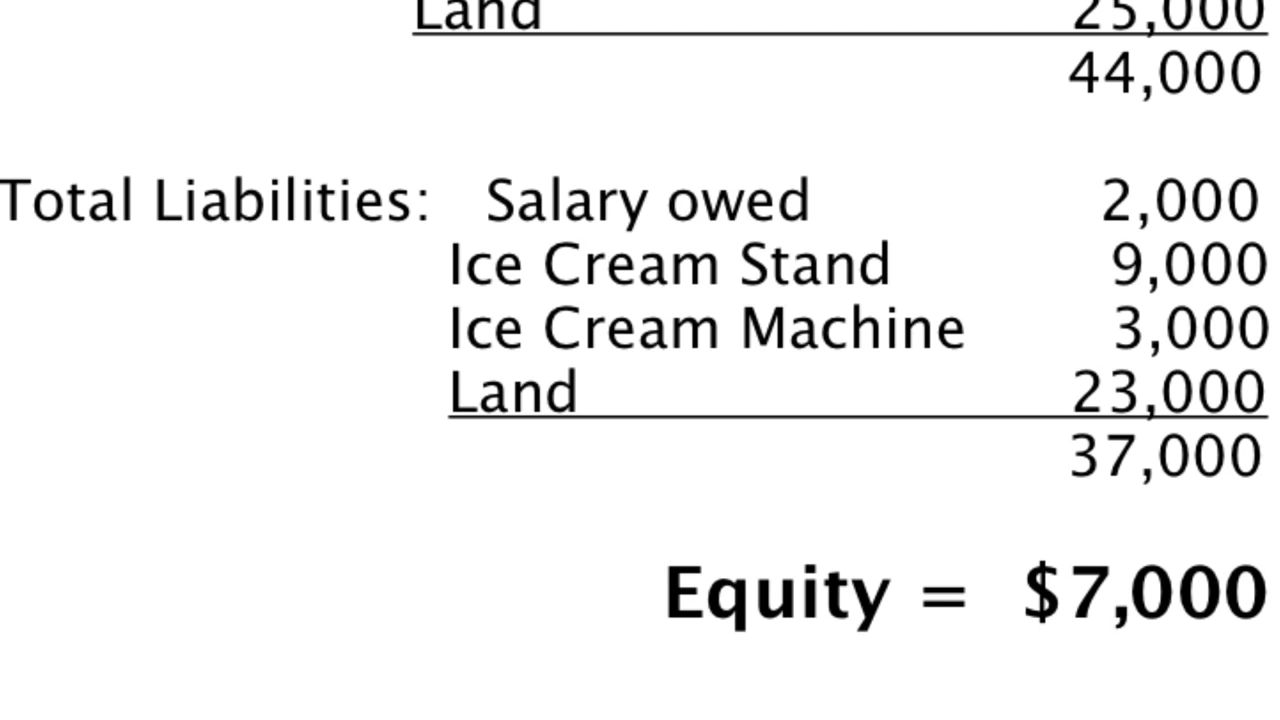 Land 25,000
44,000
Total Liabilities: Salary owed 2,000
Ice Cream Stand 9,000
Ice Cream Machine 3,000
Land 23,000
37,000
Equity = $7,000